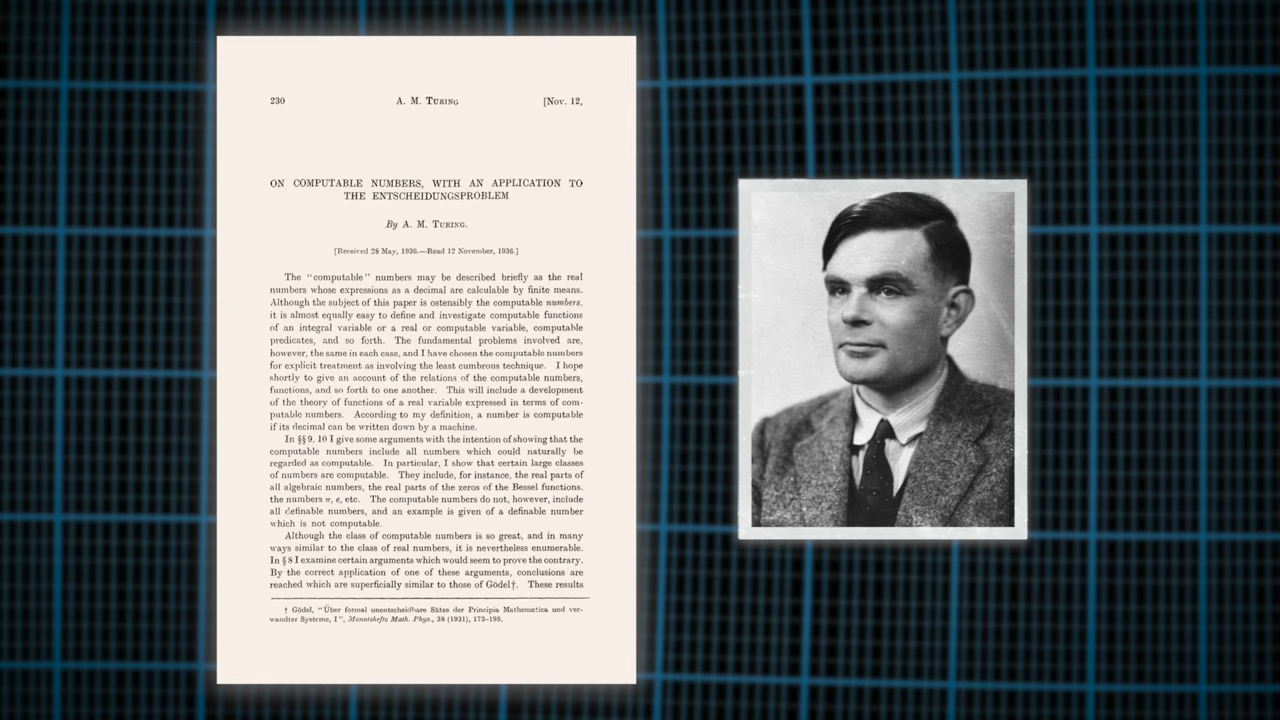 230 A. M. TURING [Nov. 12,
ON COMPUTABLE NUMBERS, WITH AN APPLICATION TO
THE ENTSCHEIDUNGSPROBLEM
By A. M. TURING.
[Received 28 May, 1936.—Read 12 November, 1936.]
The “computable” numbers may be described briefly as the real
numbers whose expressions as a decimal are calculable by finite means.
Although the subject of this paper is ostensibly the computable numbers,
it is almost equally easy to define and investigate computable functions
of an integral variable or a real or computable variable, computable
predicates, and so forth. The fundamental problems involved are,
however, the same in each case, and I have chosen the computable numbers
for explicit treatment as involving the least cumbrous technique. I hope
shortly to give an account of the relations of the computable numbers,
functions, and so forth to one another. This will include a development
of the theory of functions of a real variable expressed in terms of com-
putable numbers. According to my definition, a number is computable
if its decimal can be written down by a machine.
In §§ 9, 10 I give some arguments with the intention of showing that the
computable numbers include all numbers which could naturally be
regarded as computable. In particular, I show that certain large classes
of numbers are computable. They include, for instance, the real parts of
all algebraic numbers, the real parts of the zeros of the Bessel functions.
the numbers π, e, etc. The computable numbers do not, however, include
all definable numbers, and an example is given of a definable number
which is not computable.
Although the class of computable numbers is so great, and in many
ways similar to the class of real numbers, it is nevertheless enumerable.
In § 8 I examine certain arguments which would seem to prove the contrary.
By the correct application of one of these arguments, conclusions are
reached which are superficially similar to those of Gödel†. These results
† Gödel, “Über formal unentscheidbare Sätze der Principia Mathematica und ver-
wandter Systeme, I”, Monatshefte Math. Phys., 38 (1931), 173–198.